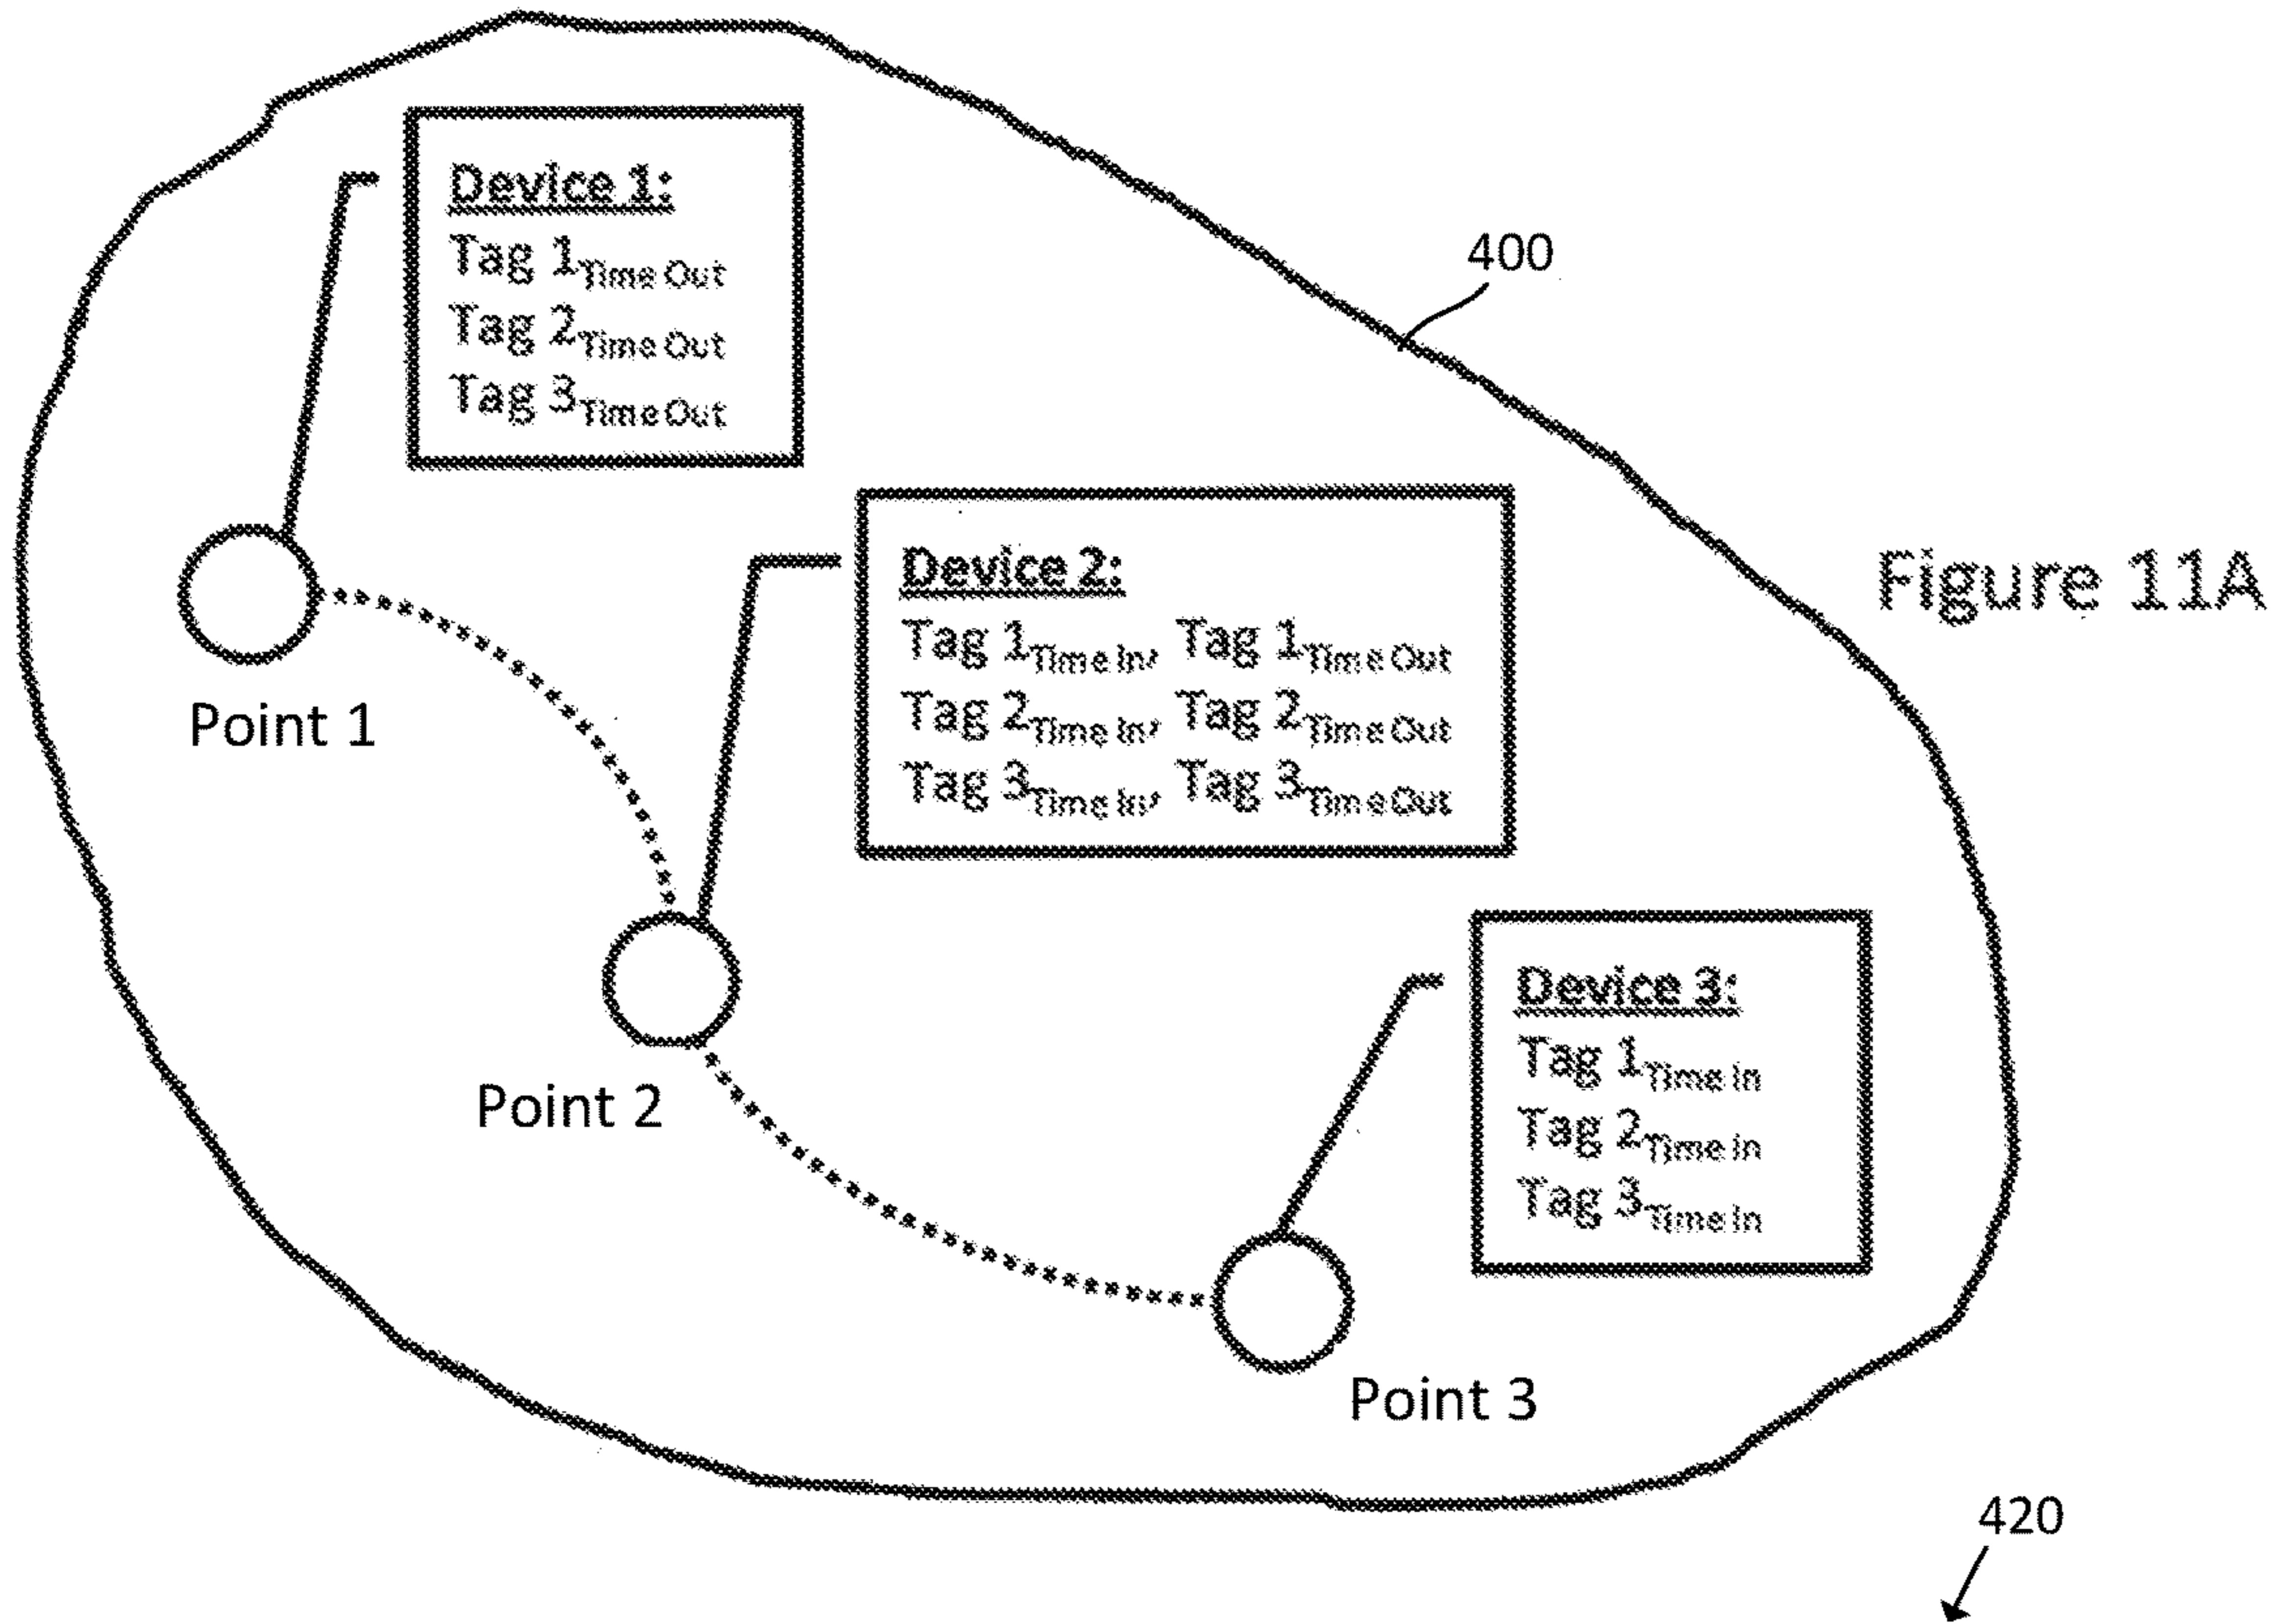 Device 1:
Tag 1Time Out
Tag 2Time Out
Tag 3Time Out
400
Device 2:
Tag 1Time In, Tag 1Time Out
Tag 2Time In, Tag 2Time Out
Tag 3Time In, Tag 3Time Out
Figure 11A
Point 1
Point 2
Device 3:
Tag 1Time In
Tag 2Time In
Tag 3Time In
Point 3
420